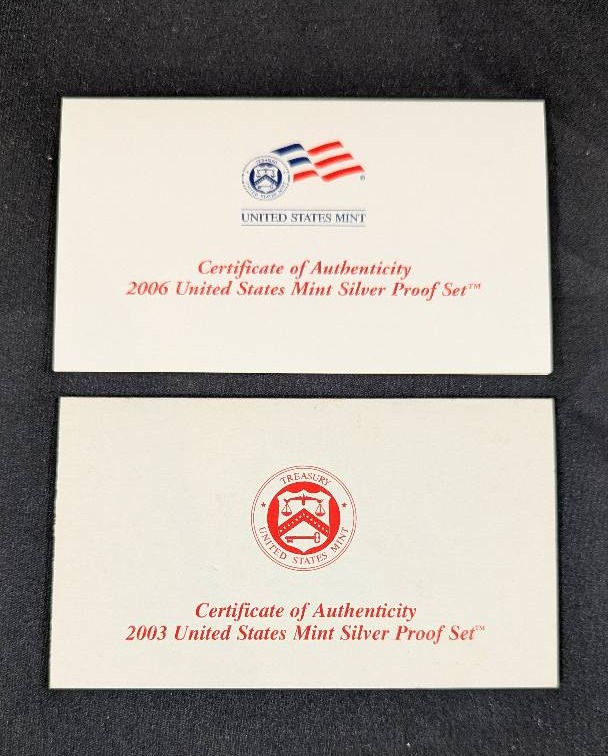 UNITED STATES MINT
Certificate of Authenticity
2006 United States Mint Silver Proof Set™
TREASURY
UNITED STATES MINT
Certificate of Authenticity
2003 United States Mint Silver Proof Set™